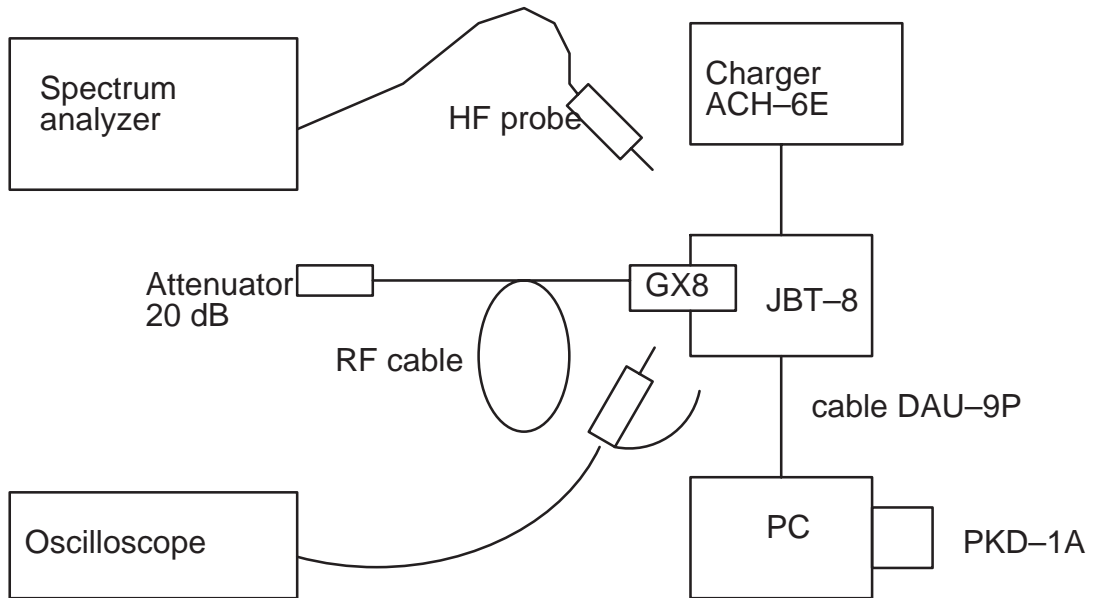 Spectrum
analyzer
HF probe
Charger
ACH–6E
Attenuator
20 dB
GX8
JBT–8
RF cable
cable DAU–9P
Oscilloscope
PC
PKD–1A